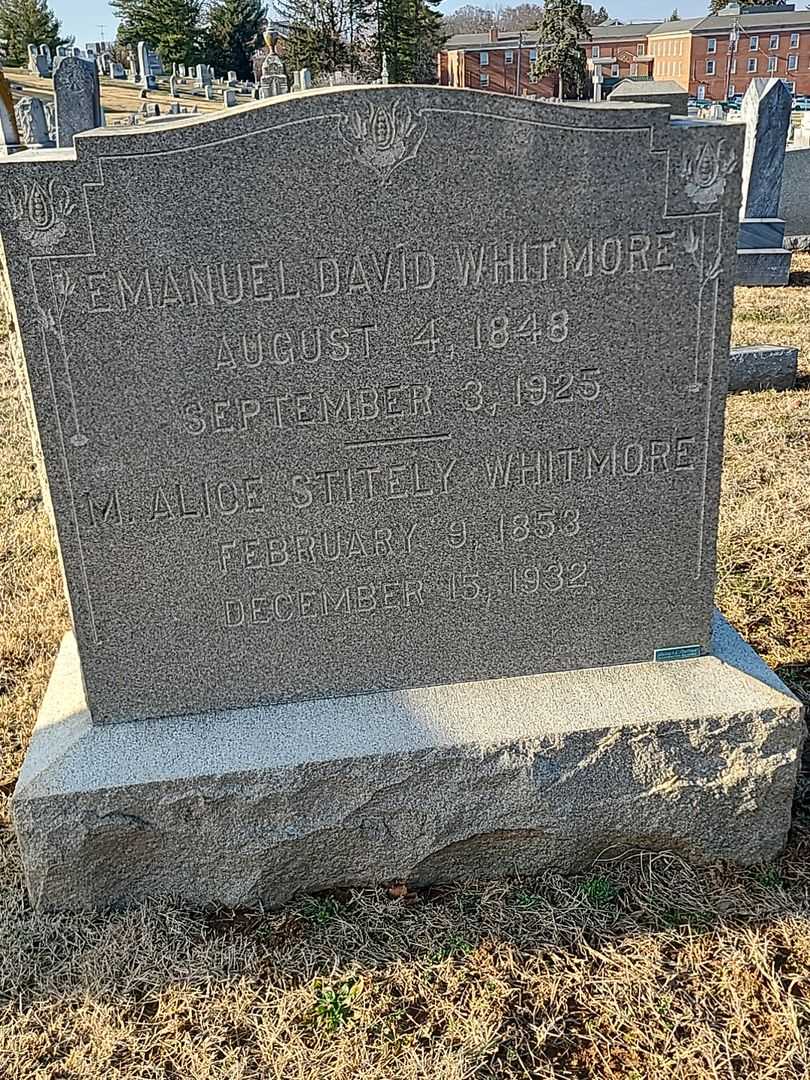 EMANUEL DAVID WHITMORE
AUGUST 4, 1848
SEPTEMBER 3, 1925
M. ALICE STITELY WHITMORE
FEBRUARY 9, 1853
DECEMBER 15, 1932